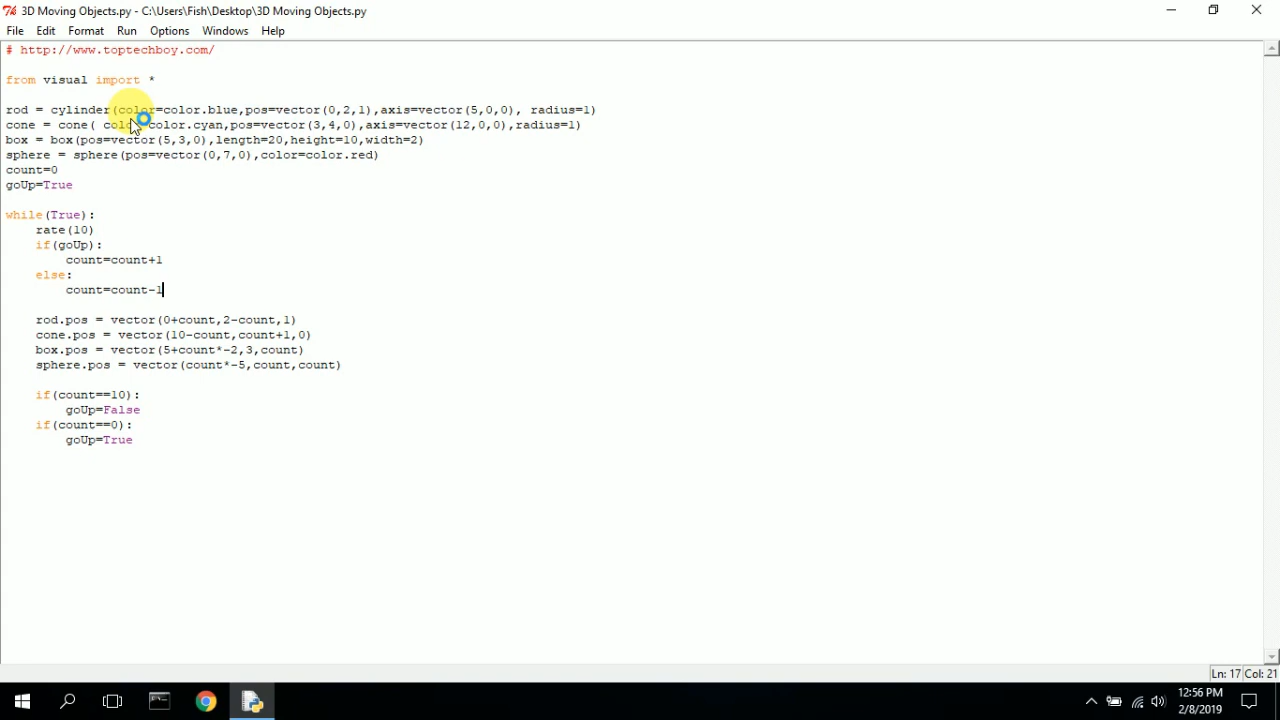 3D Moving Objects.py - C:\Users\Fish\Desktop\3D Moving Objects.py
File Edit Format Run Options Windows Help
# http://www.toptechboy.com/
from visual import *
rod = cylinder(color=color.blue,pos=vector(0,2,1),axis=vector(5,0,0), radius=1)
cone = cone( color=color.cyan,pos=vector(3,4,0),axis=vector(12,0,0),radius=1)
box = box(pos=vector(5,3,0),length=20,height=10,width=2)
sphere = sphere(pos=vector(0,7,0),color=color.red)
count=0
goUp=True
while(True):
    rate(10)
    if(goUp):
        count=count+1
    else:
        count=count-1
    rod.pos = vector(0+count,2-count,1)
    cone.pos = vector(10-count,count+1,0)
    box.pos = vector(5+count*-2,3,count)
    sphere.pos = vector(count*-5,count,count)
    if(count==10):
        goUp=False
    if(count==0):
        goUp=True
Ln: 17 Col: 21
12:56 PM
2/8/2019